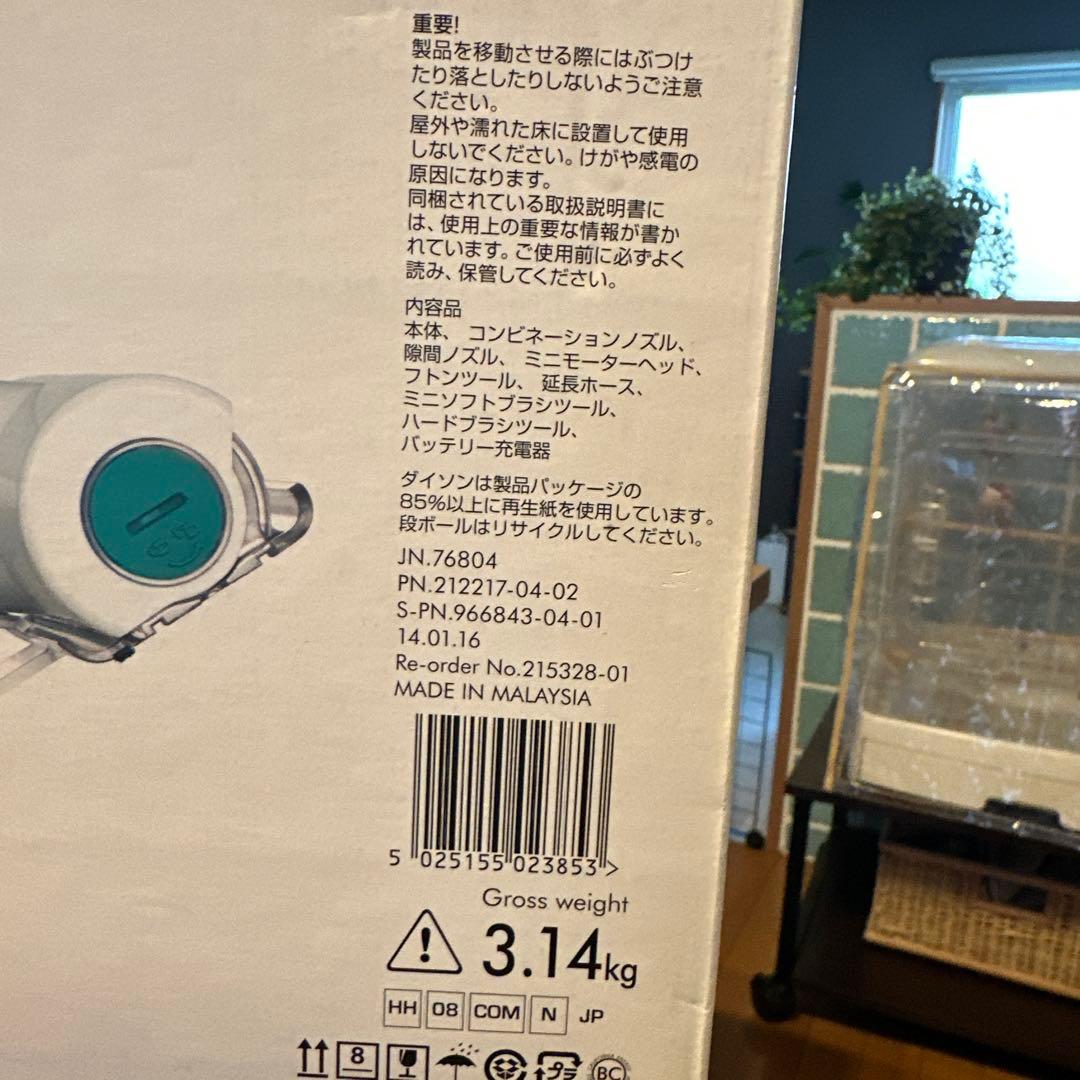 重要!
製品を移動させる際にはぶつけ
たり落としたりしないようご注意
ください。
屋外や濡れた床に設置して使用
しないでください。けがや感電の
原因になります。
同梱されている取扱説明書に
は、使用上の重要な情報が書か
れています。ご使用前に必ずよく
読み、保管してください。
内容品
本体、 コンビネーションノズル、
隙間ノズル、 ミニモーターヘッド、
フトンツール、 延長ホース、
ミニソフトブラシツール、
ハードブラシツール、
バッテリー充電器
ダイソンは製品パッケージの
85%以上に再生紙を使用しています。
段ボールはリサイクルしてください。
JN.76804
PN.212217-04-02
S-PN.966843-04-01
14.01.16
Re-order No.215328-01
MADE IN MALAYSIA
5 025155 023853 >
Gross weight
3.14kg
HH 08 COM N JP
8 プラ BC